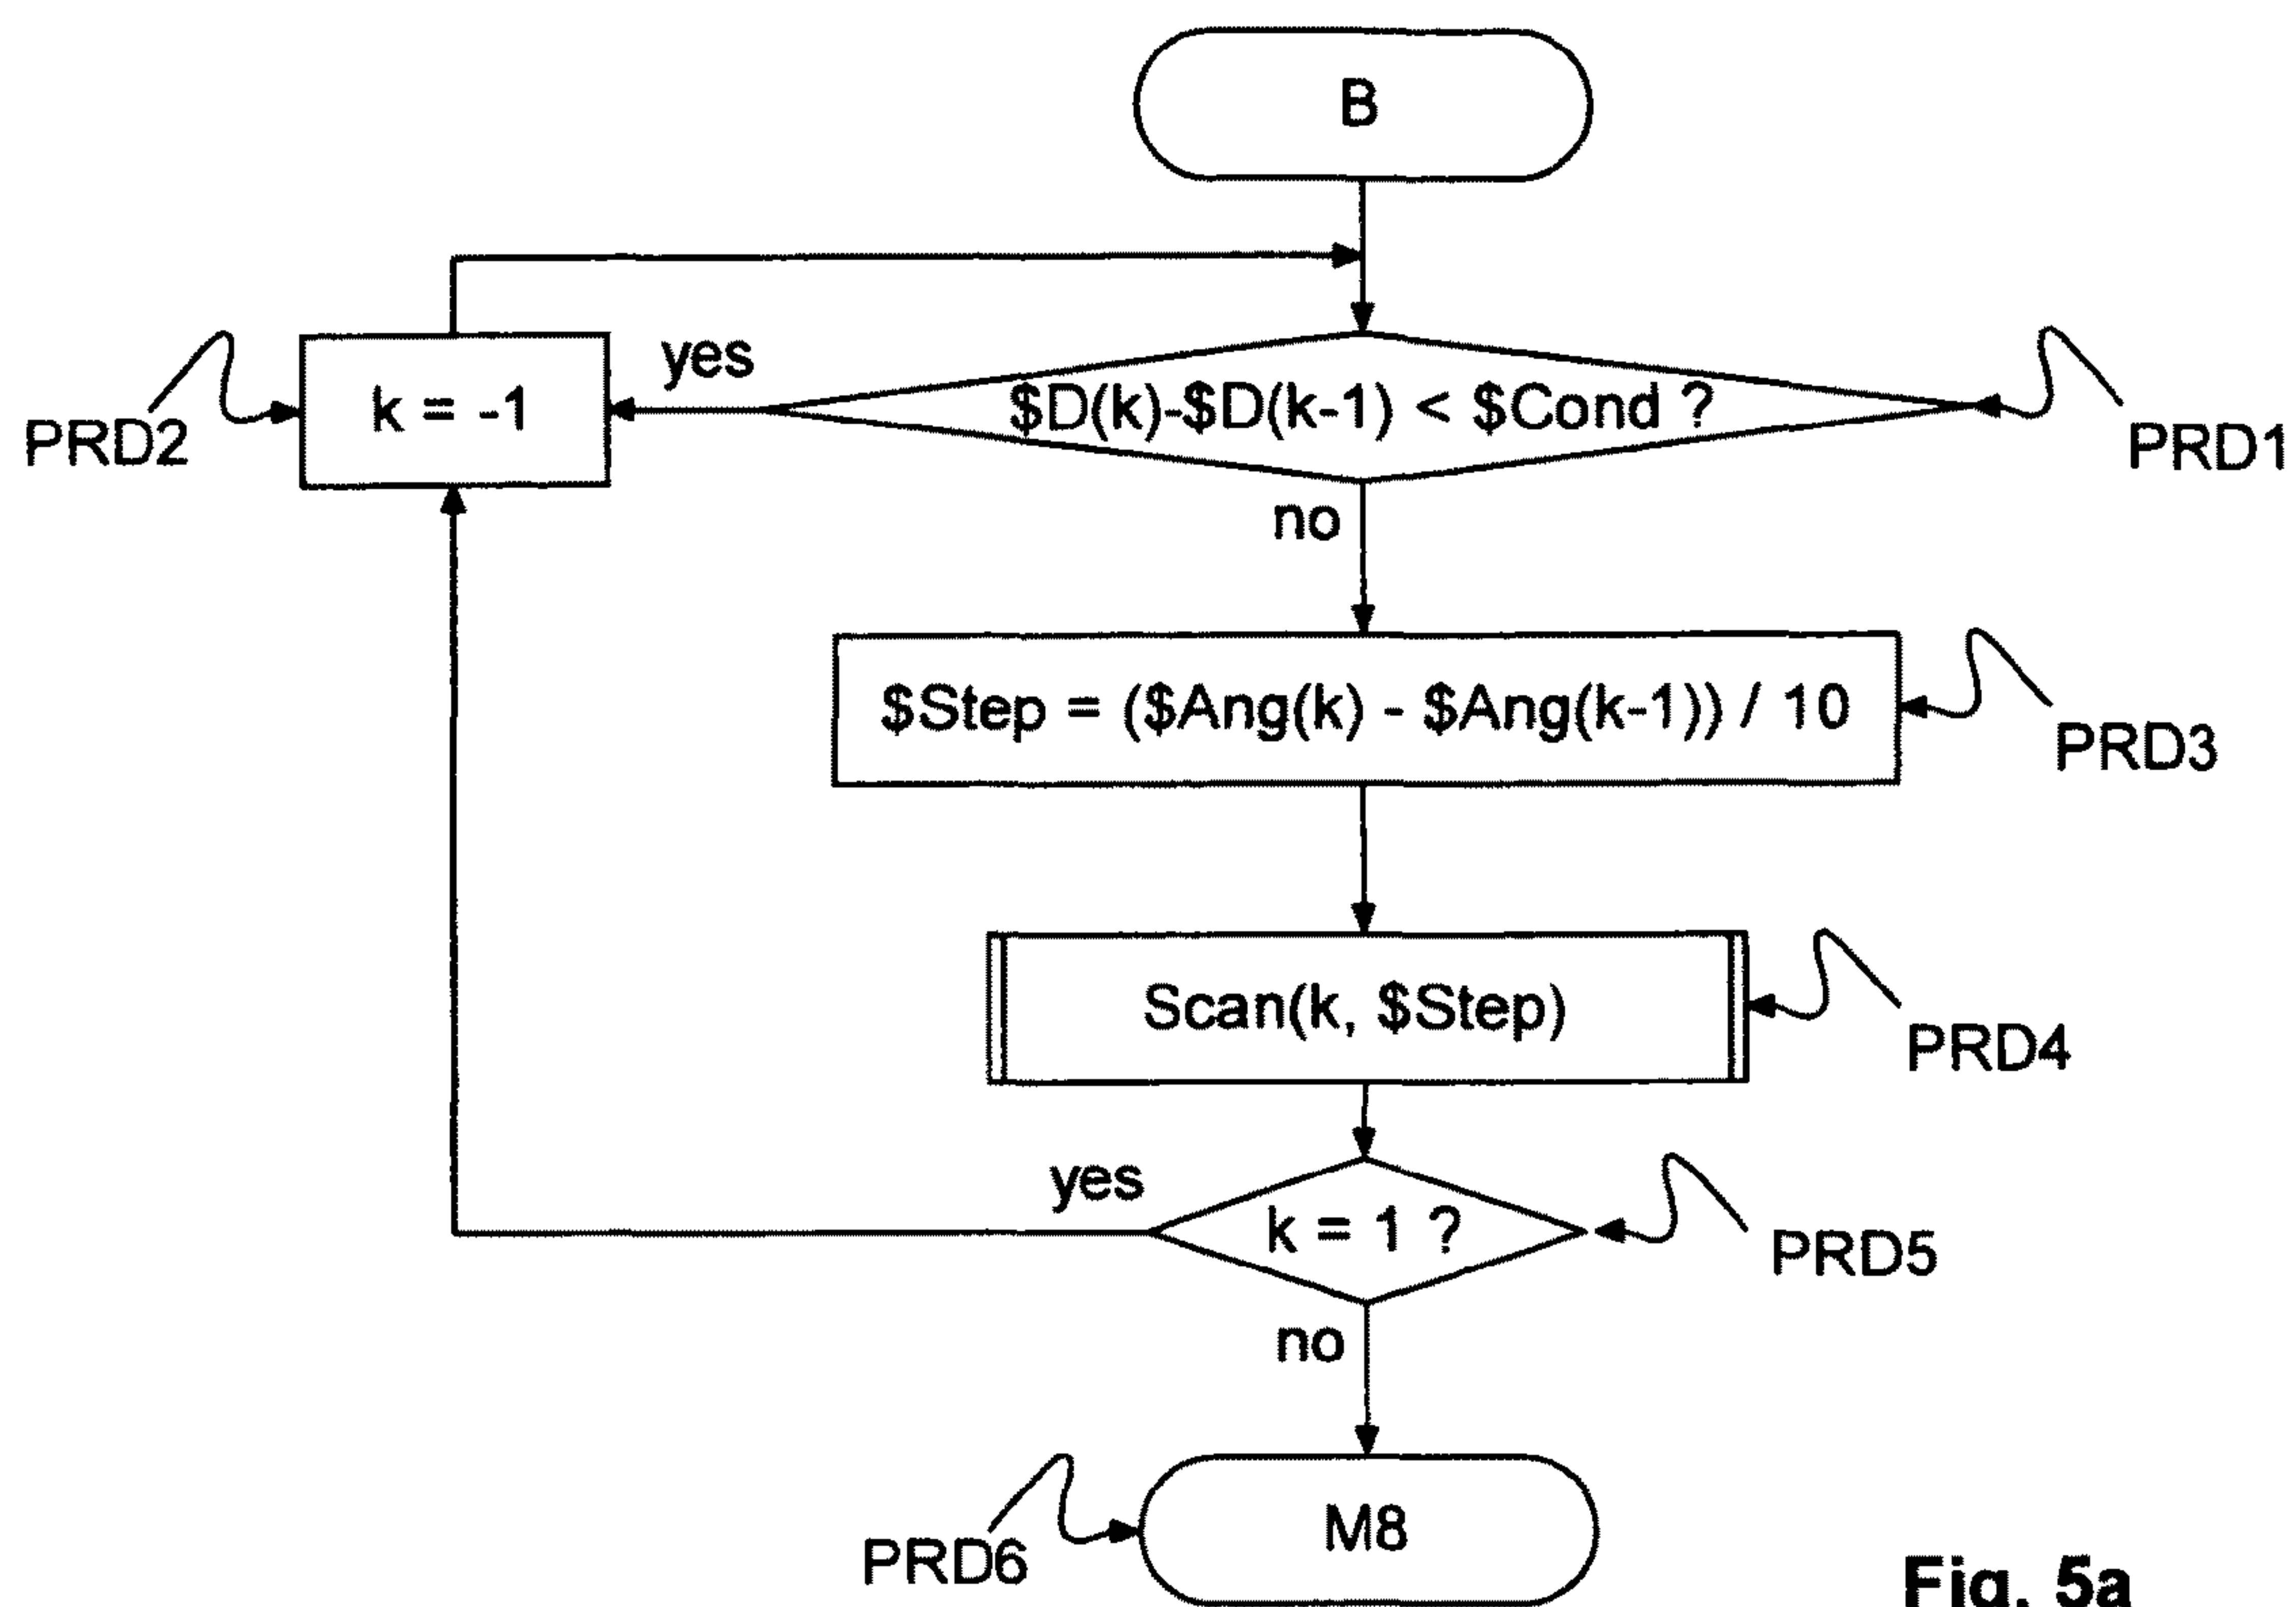 B
yes
k = -1
$D(k)-$D(k-1) < $Cond ?
PRD2
PRD1
no
$Step = ($Ang(k) - $Ang(k-1)) / 10
PRD3
Scan(k, $Step)
PRD4
yes
k = 1 ?
PRD5
no
M8
PRD6
Fig. 5a